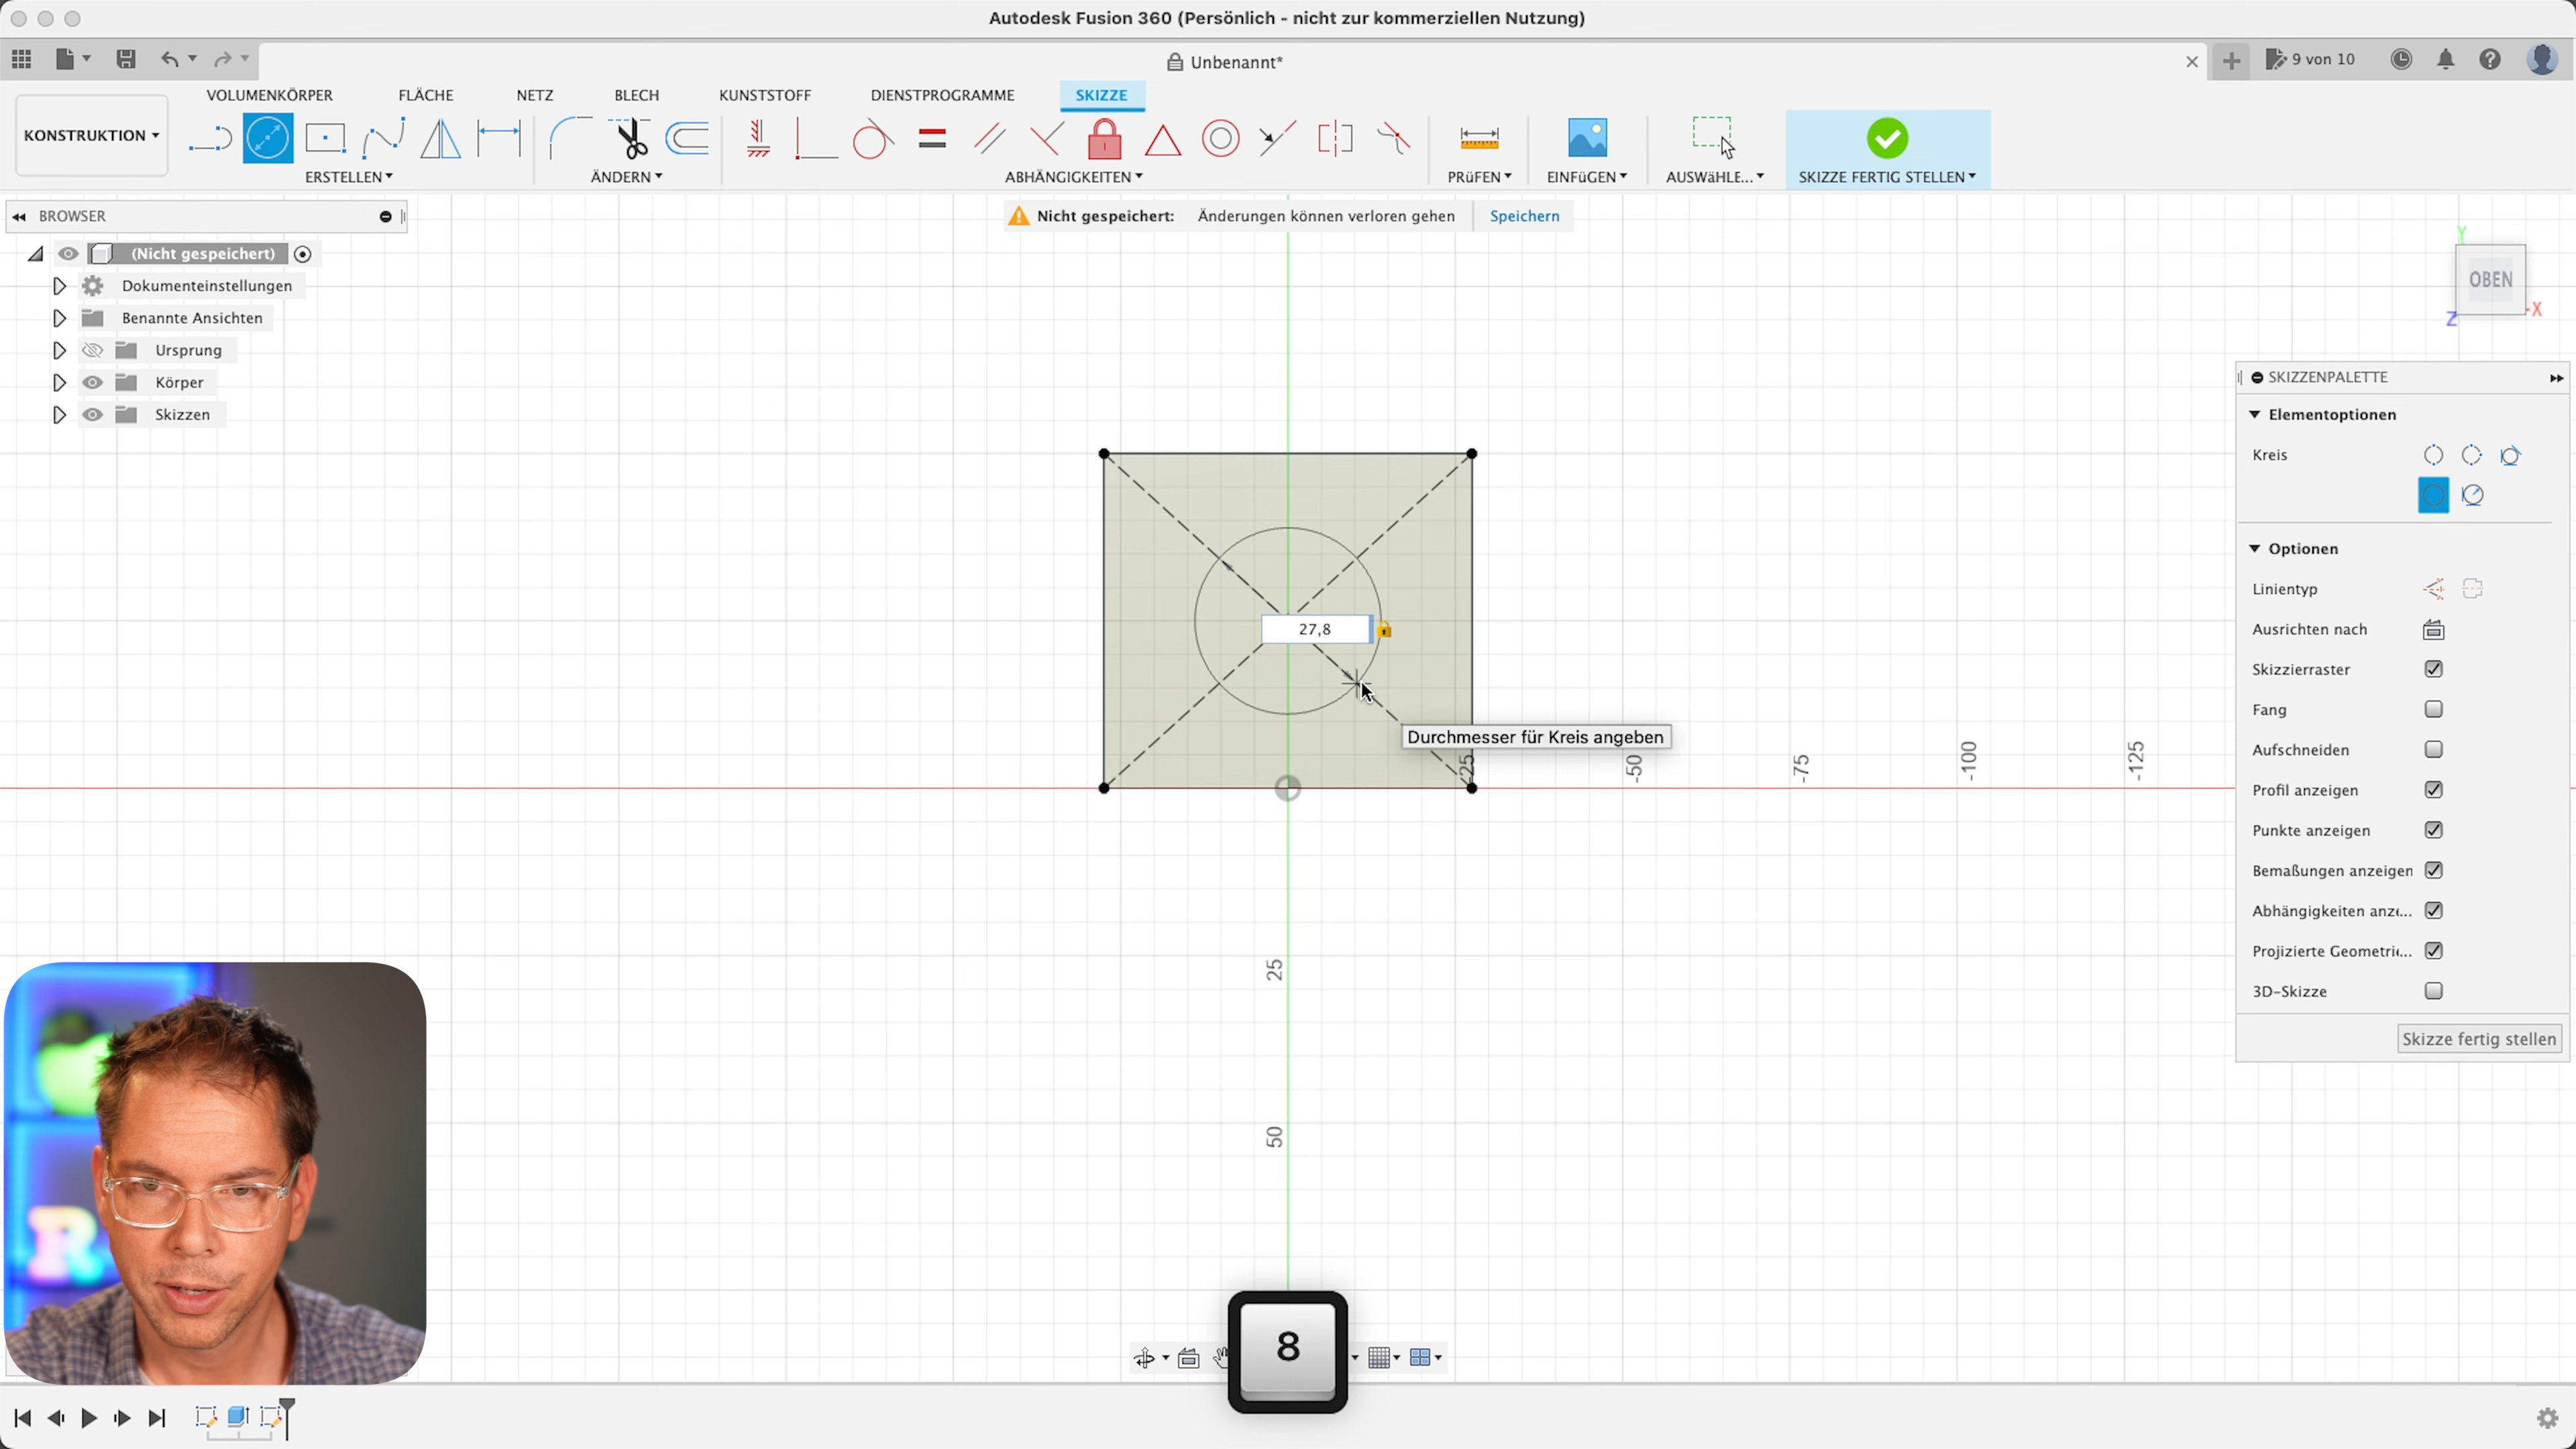 Autodesk Fusion 360 (Persönlich - nicht zur kommerziellen Nutzung)
Unbenannt*
9 von 10
VOLUMENKÖRPER FLÄCHE NETZ BLECH KUNSTSTOFF DIENSTPROGRAMME SKIZZE
KONSTRUKTION
ERSTELLEN ÄNDERN ABHÄNGIGKEITEN PRüFEN EINFüGEN AUSWäHLE... SKIZZE FERTIG STELLEN
BROWSER
Nicht gespeichert: Änderungen können verloren gehen Speichern
(Nicht gespeichert)
Dokumenteinstellungen
Benannte Ansichten
Ursprung
Körper
Skizzen
Y
OBEN
X
Z
SKIZZENPALETTE
Elementoptionen
Kreis
Optionen
Linientyp
Ausrichten nach
Skizzierraster
Fang
Aufschneiden
Profil anzeigen
Punkte anzeigen
Bemaßungen anzeigen
Abhängigkeiten anz...
Projizierte Geometri...
3D-Skizze
Skizze fertig stellen
27,8
Durchmesser für Kreis angeben
-25
-50
-75
-100
-125
25
50
R
8